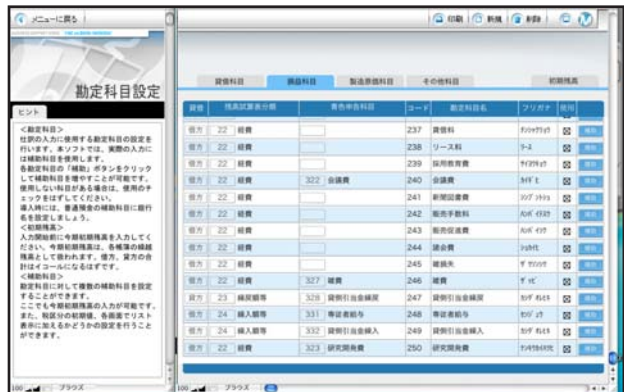 メニューに戻る
印刷
新規
削除
勘定科目設定
貸借科目 損益科目 製造原価科目 その他科目 初期残高
ヒント
<勘定科目>
仕訳の入力に使用する勘定科目の設定を
行います。本ソフトでは、実際の入力に
は補助科目を使用します。
各勘定科目の「補助」ボタンをクリック
して補助科目を増やすことが可能です。
使用しない科目がある場合は、使用のチ
ェックをはずしてください。
導入時には、普通預金の補助科目に銀行
名を設定しましょう。
<初期残高>
入力開始前に今期初期残高を入力してく
ださい。今期初期残高は、各帳簿の繰越
残高として扱われます。借方、貸方の合
計はイコールになるはずです。
<補助科目>
勘定科目に対して複数の補助科目を設定
することができます。
ここでも今期初期残高の入力が可能です。
また、税区分の初期値、各画面でリスト
表示に加えるかどうかの設定を行うこと
ができます。
貸借 残高試算表分類 青色申告科目 コード 勘定科目名 フリガナ 使用
借方 22 経費 237 賃借料
借方 22 経費 238 リース料 リース
借方 22 経費 239 採用教育費
借方 22 経費 322 会議費 240 会議費
借方 22 経費 241 新聞図書費
借方 22 経費 242 販売手数料
借方 22 経費 243 販売促進費
借方 22 経費 244 諸会費
借方 22 経費 245 雑損失
借方 22 経費 327 雑費 246 雑費
貸方 23 繰戻額等 328 貸倒引当金繰戻 247 貸倒引当金繰戻
借方 24 繰入額等 331 専従者給与 248 専従者給与
借方 24 繰入額等 332 貸倒引当金繰入 249 貸倒引当金繰入
借方 22 経費 323 研究開発費 250 研究開発費
100 ブラウズ
100 ブラウズ